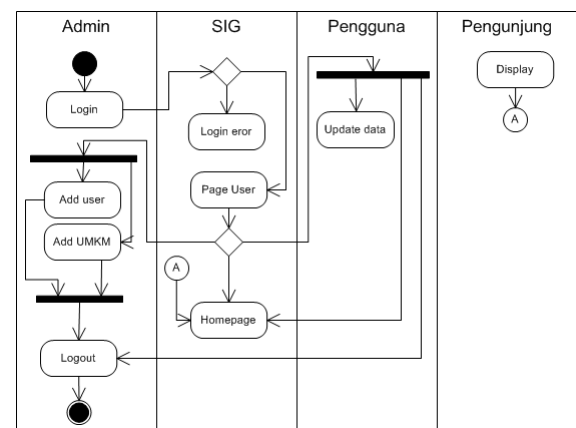 Admin
SIG
Pengguna
Pengunjung
Login
Login eror
Update data
Display
A
Add user
Page User
Add UMKM
A
Homepage
Logout